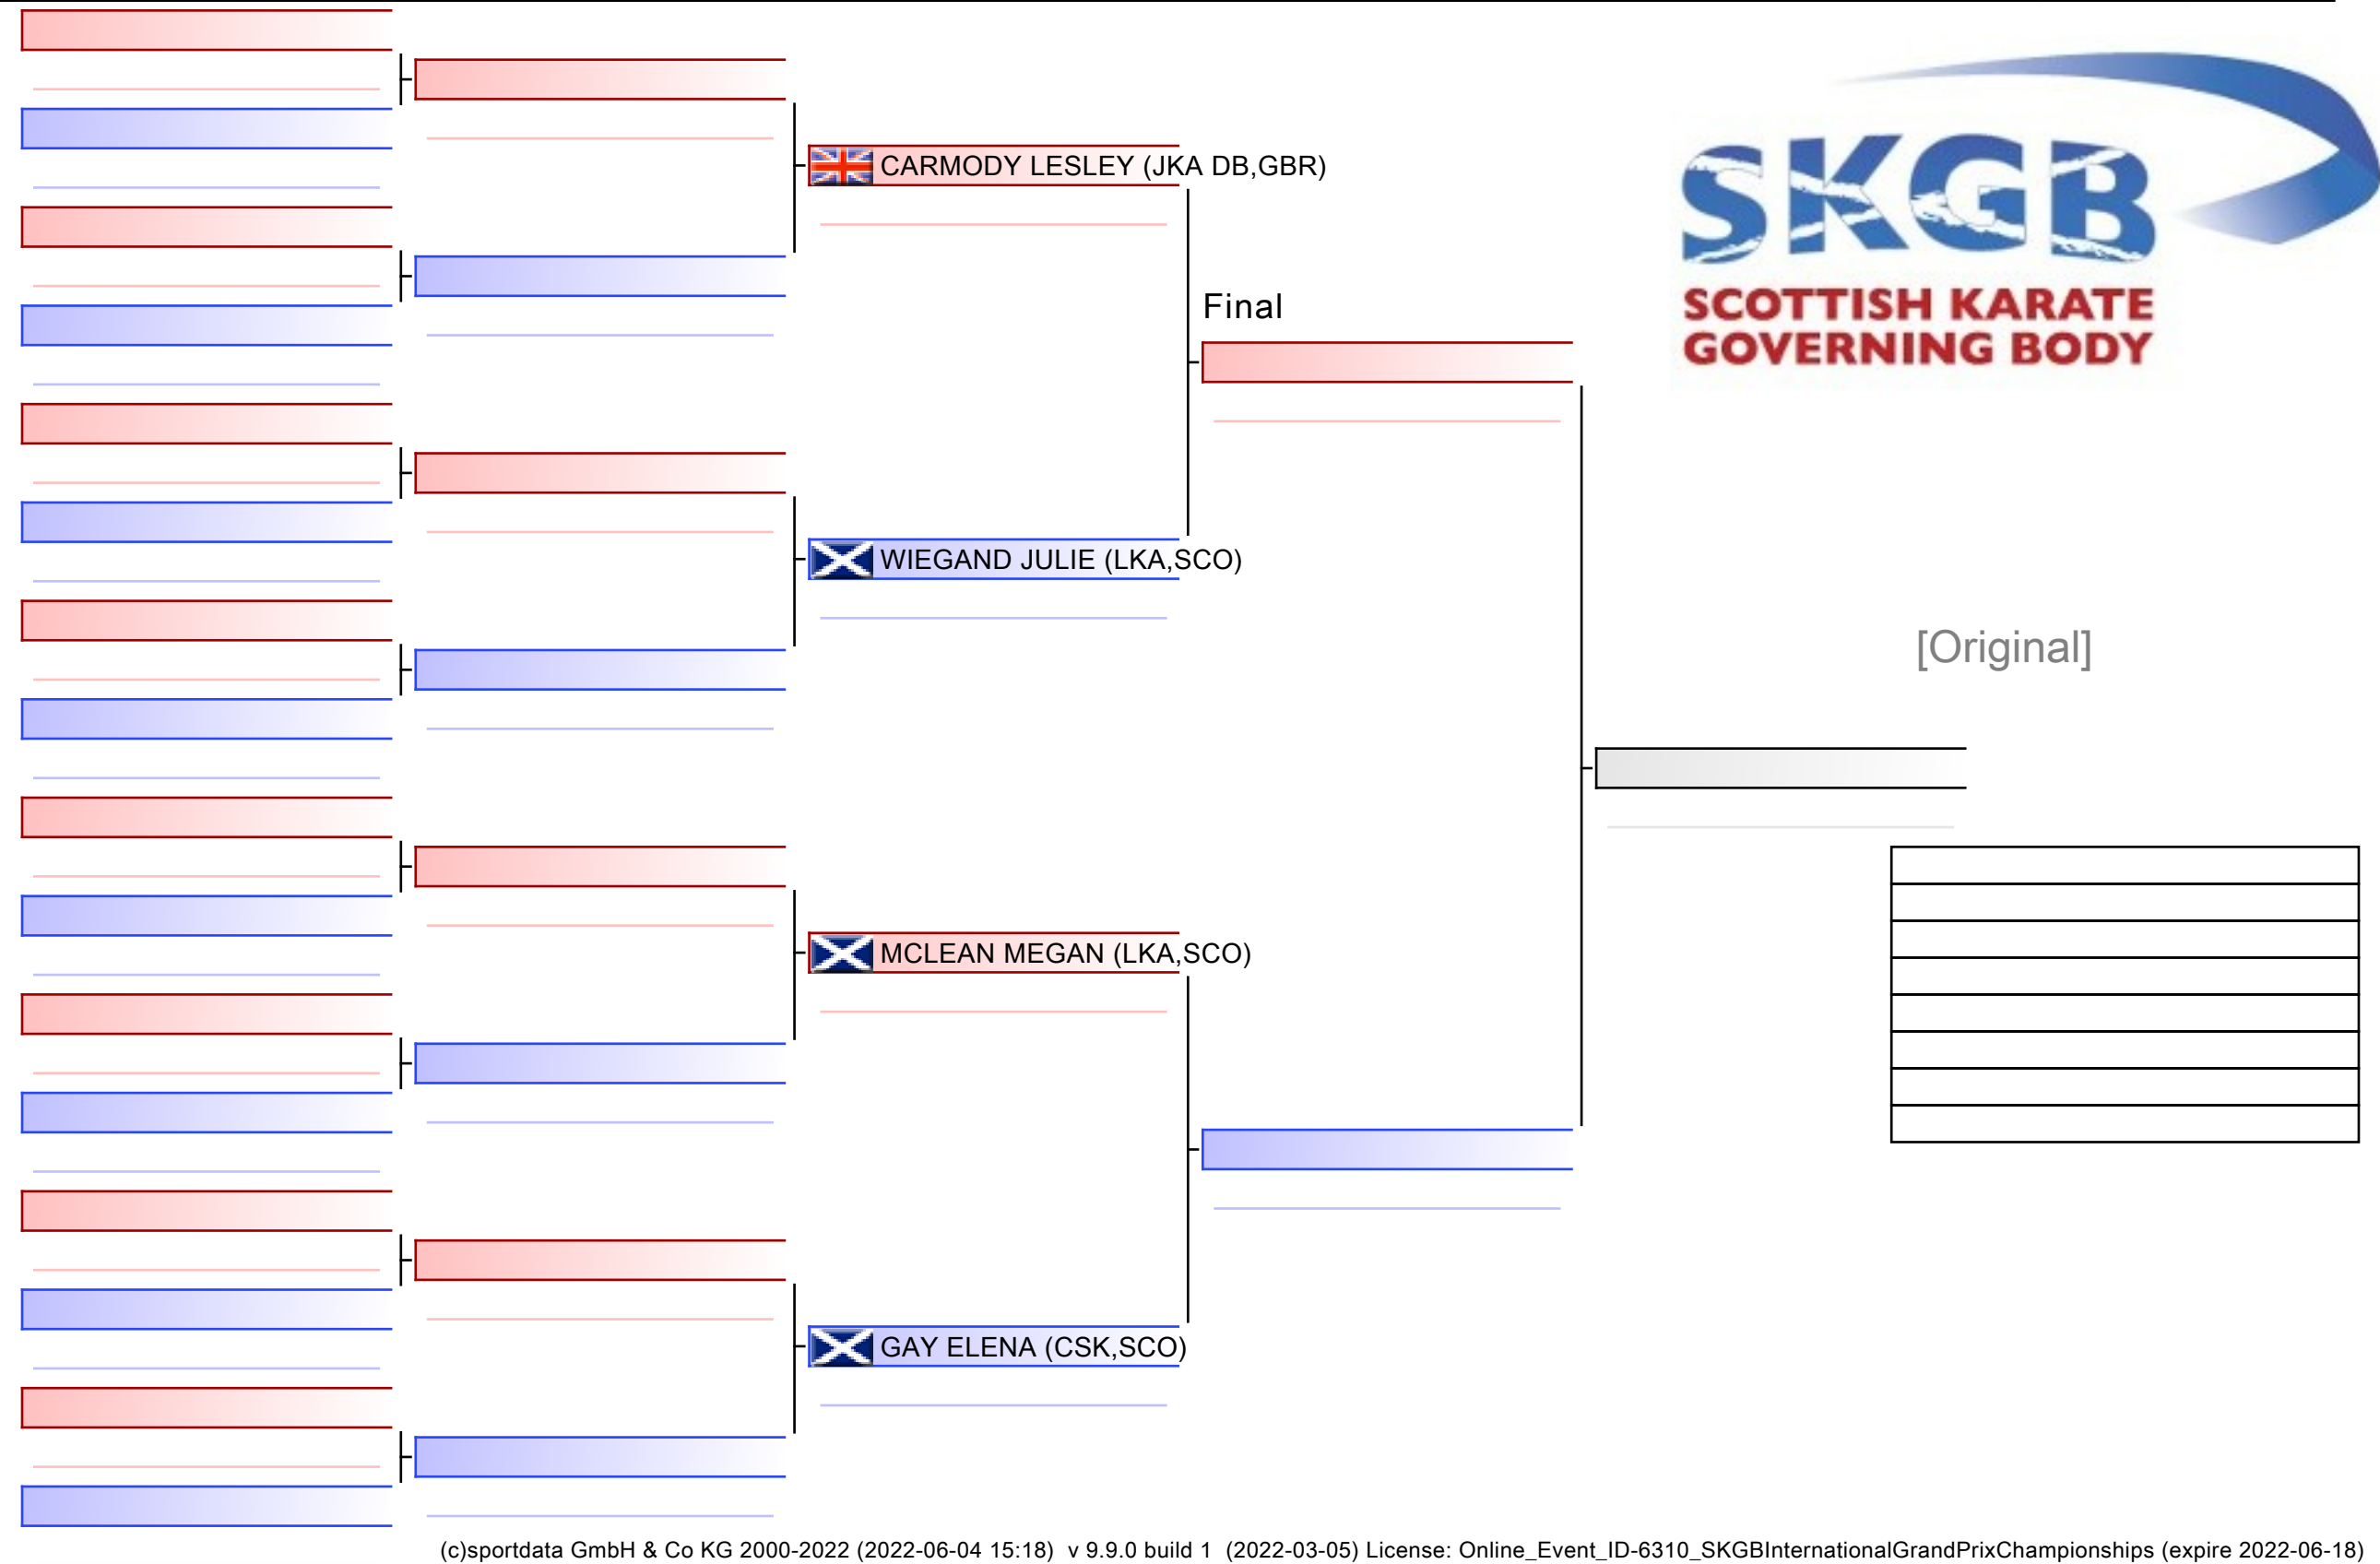 CARMODY LESLEY (JKA DB,GBR)
SKGB
SCOTTISH KARATE
GOVERNING BODY
Final
WIEGAND JULIE (LKA,SCO)
[Original]
MCLEAN MEGAN (LKA,SCO)
GAY ELENA (CSK,SCO)
(c)sportdata GmbH & Co KG 2000-2022 (2022-06-04 15:18) v 9.9.0 build 1 (2022-03-05) License: Online_Event_ID-6310_SKGBInternationalGrandPrixChampionships (expire 2022-06-18)